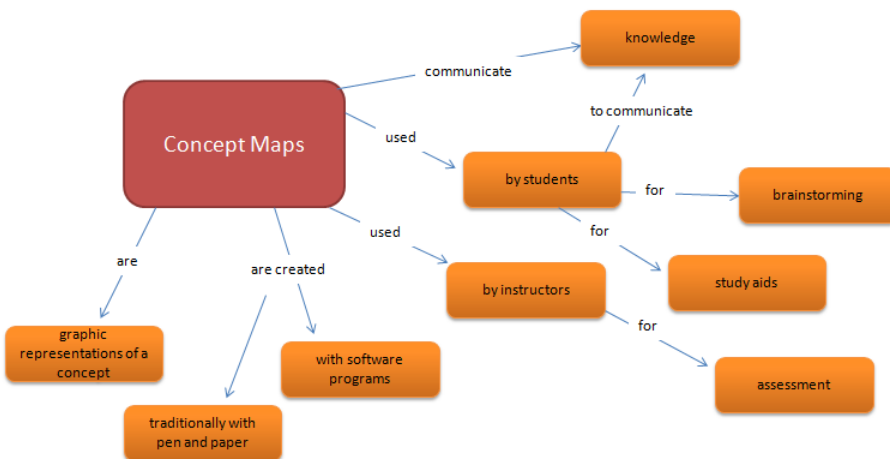 knowledge
communicate
to communicate
Concept Maps
used
by students
for
brainstorming
used
for
are
are created
by instructors
study aids
for
graphic
representations of a
concept
with software
programs
assessment
traditionally with
pen and paper